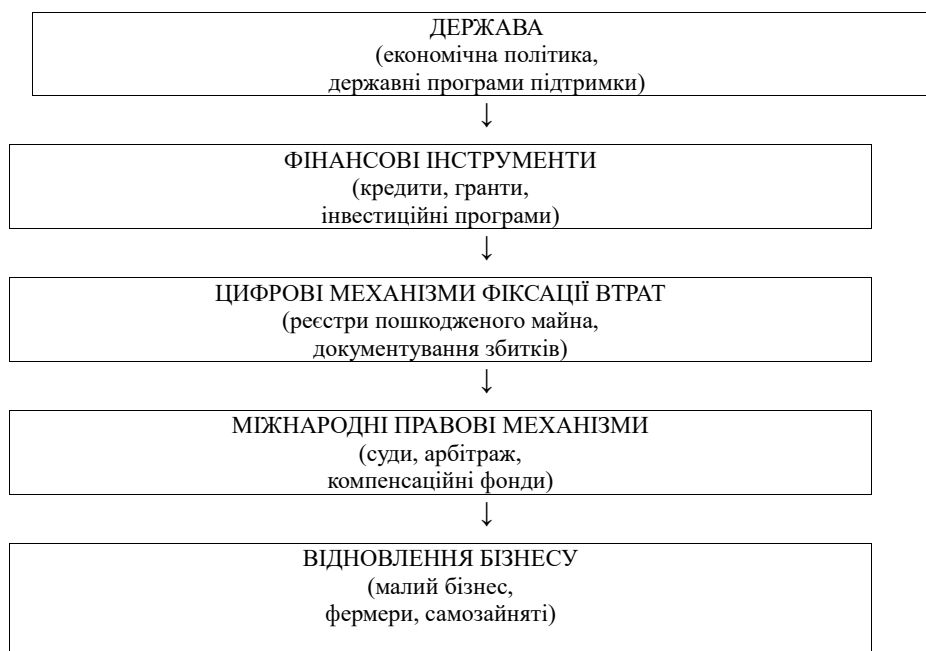 ДЕРЖАВА
(економічна політика,
державні програми підтримки)
↓
ФІНАНСОВІ ІНСТРУМЕНТИ
(кредити, гранти,
інвестиційні програми)
↓
ЦИФРОВІ МЕХАНІЗМИ ФІКСАЦІЇ ВТРАТ
(реєстри пошкодженого майна,
документування збитків)
↓
МІЖНАРОДНІ ПРАВОВІ МЕХАНІЗМИ
(суди, арбітраж,
компенсаційні фонди)
↓
ВІДНОВЛЕННЯ БІЗНЕСУ
(малий бізнес,
фермери, самозайняті)